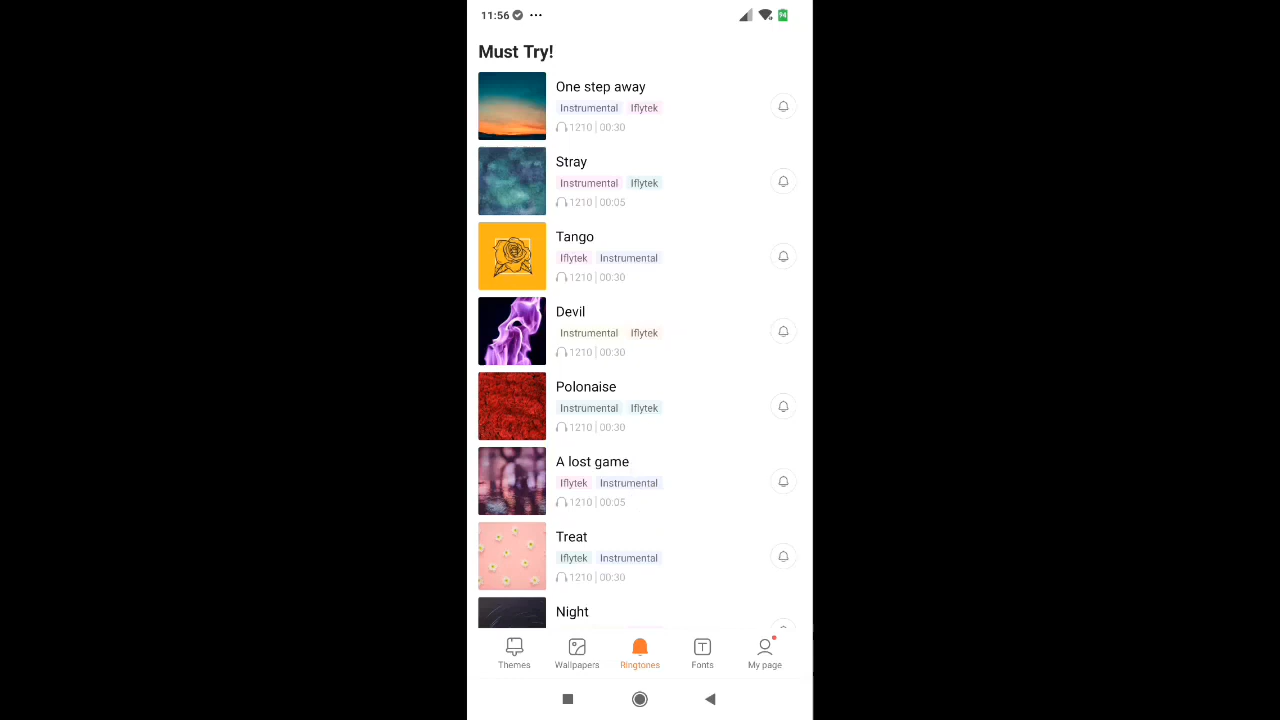 11:56
94
Must Try!
One step away
Instrumental Iflytek
1210 | 00:30
Stray
Instrumental Iflytek
1210 | 00:05
Tango
Iflytek Instrumental
1210 | 00:30
Devil
Instrumental Iflytek
1210 | 00:30
Polonaise
Instrumental Iflytek
1210 | 00:30
A lost game
Iflytek Instrumental
1210 | 00:05
Treat
Iflytek Instrumental
1210 | 00:30
Night
Themes Wallpapers Ringtones Fonts My page